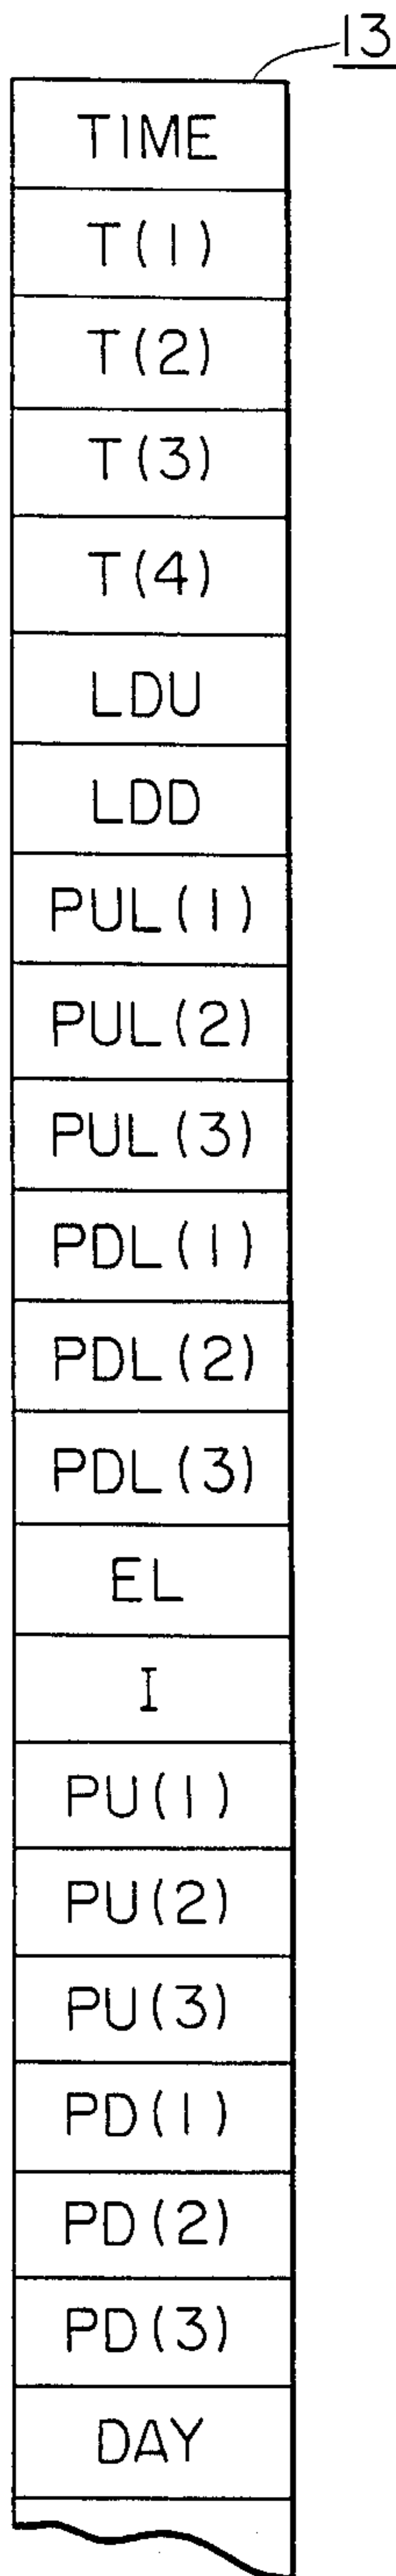 13
TIME
T(1)
T(2)
T(3)
T(4)
LDU
LDD
PUL(1)
PUL(2)
PUL(3)
PDL(1)
PDL(2)
PDL(3)
EL
I
PU(1)
PU(2)
PU(3)
PD(1)
PD(2)
PD(3)
DAY